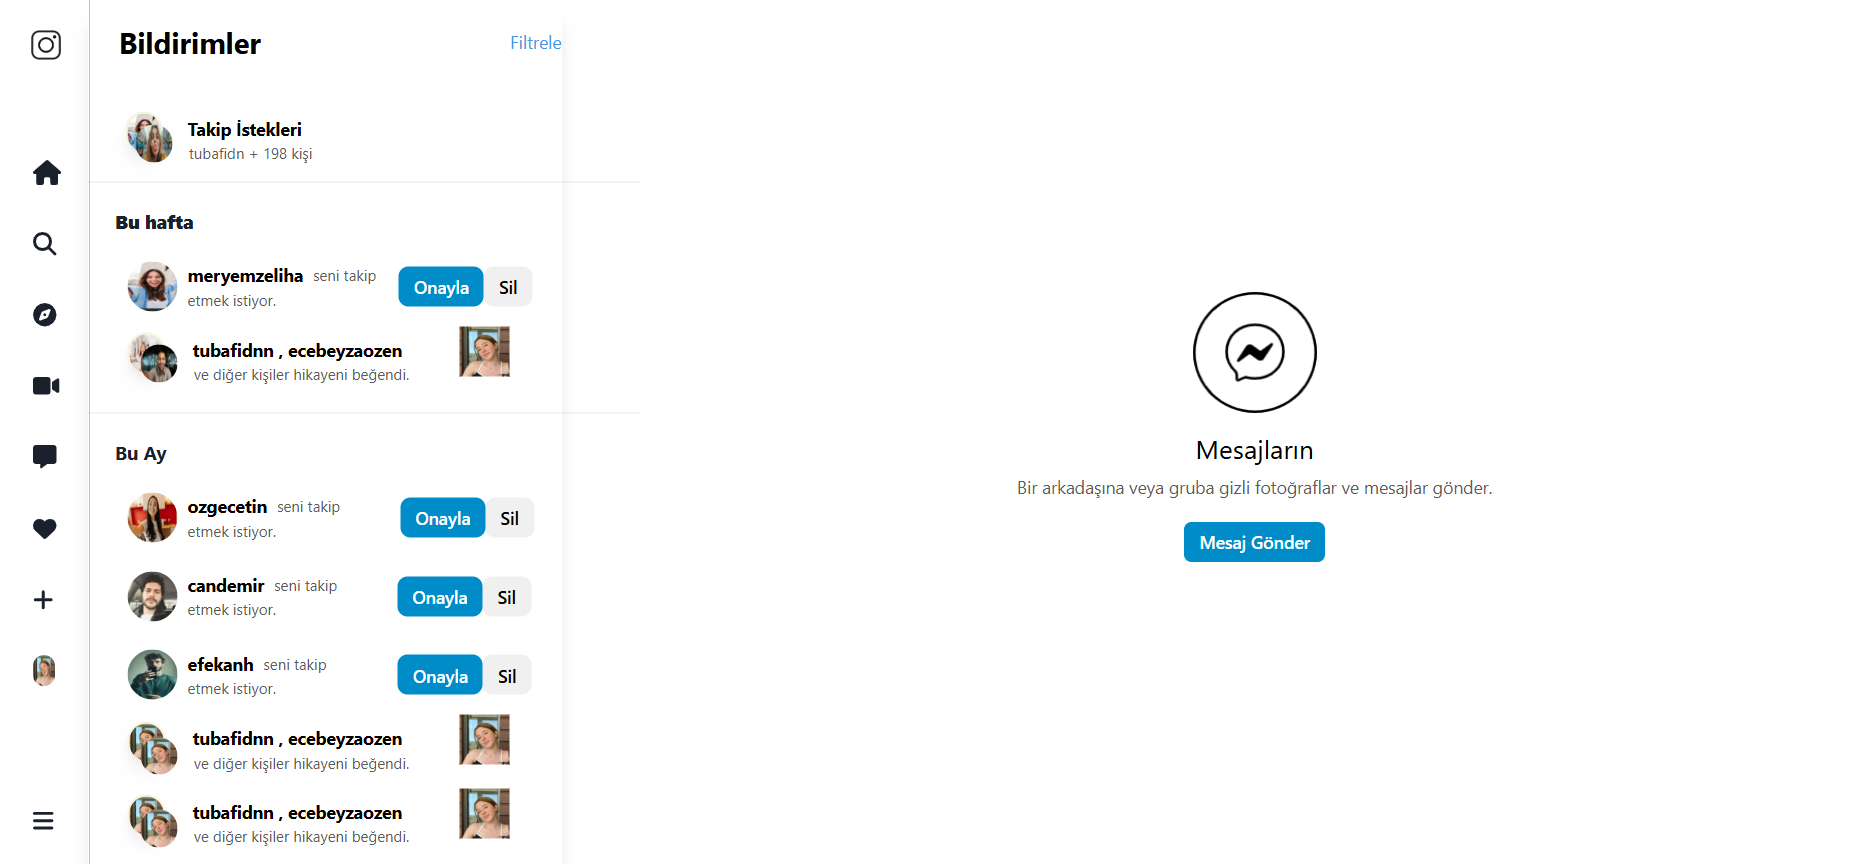 Bildirimler
Filtrele
Takip İstekleri
tubafidn + 198 kişi
Bu hafta
meryemzeliha seni takip
etmek istiyor.
Onayla
Sil
tubafidnn , ecebeyzaozen
ve diğer kişiler hikayeni beğendi.
Bu Ay
ozgecetin seni takip
etmek istiyor.
Onayla
Sil
candemir seni takip
etmek istiyor.
Onayla
Sil
efekanh seni takip
etmek istiyor.
Onayla
Sil
tubafidnn , ecebeyzaozen
ve diğer kişiler hikayeni beğendi.
tubafidnn , ecebeyzaozen
ve diğer kişiler hikayeni beğendi.
Mesajların
Bir arkadaşına veya gruba gizli fotoğraflar ve mesajlar gönder.
Mesaj Gönder